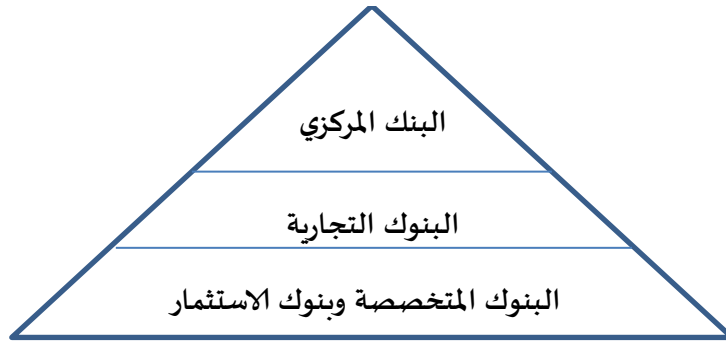 البنك المركزي
البنوك التجارية
البنوك المتخصصة وبنوك الاستثمار